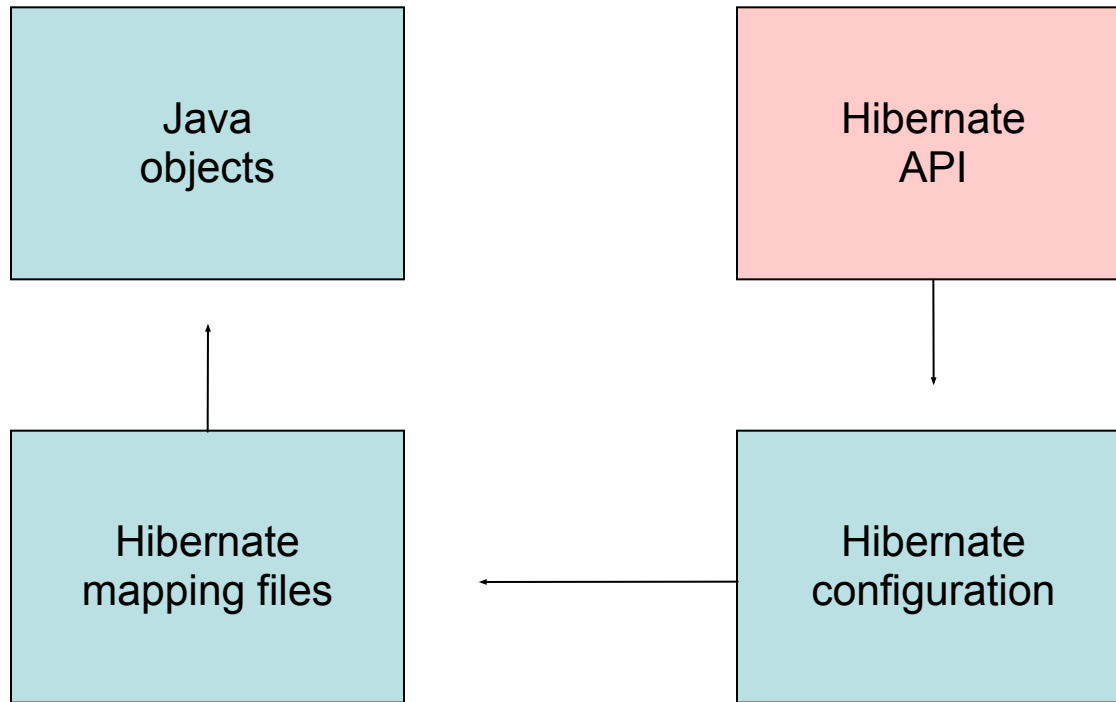 Java
objects
Hibernate
API
Hibernate
mapping files
Hibernate
configuration